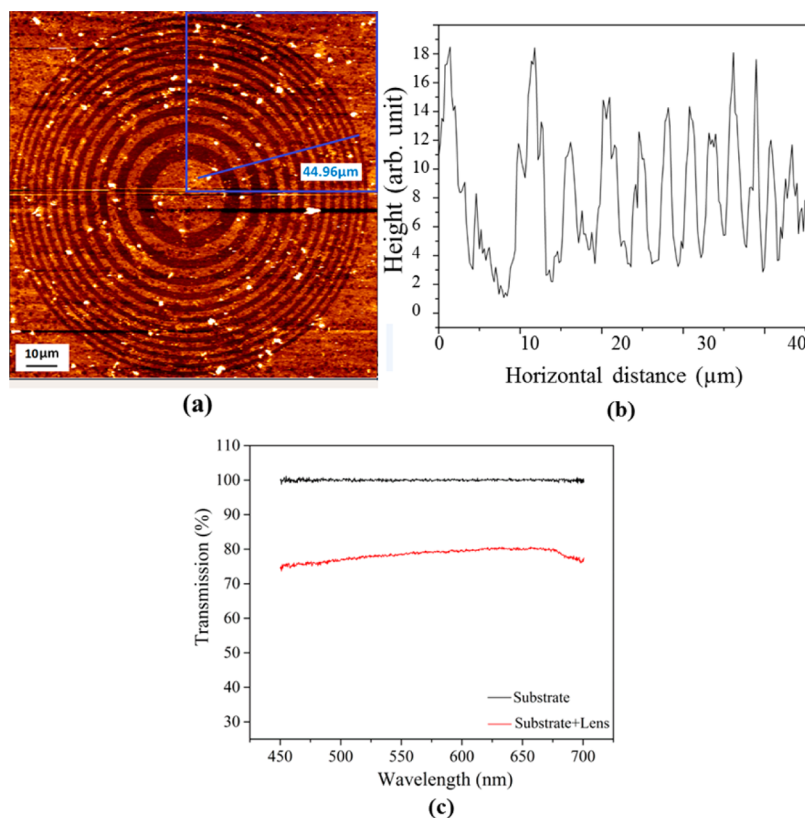 44.96μm
10μm
(a)
Height (arb. unit)
18
16
14
12
10
8
6
4
2
0
0 10 20 30 40
Horizontal distance (μm)
(b)
Transmission (%)
110
100
90
80
70
60
50
40
30
Substrate
Substrate+Lens
450 500 550 600 650 700
Wavelength (nm)
(c)